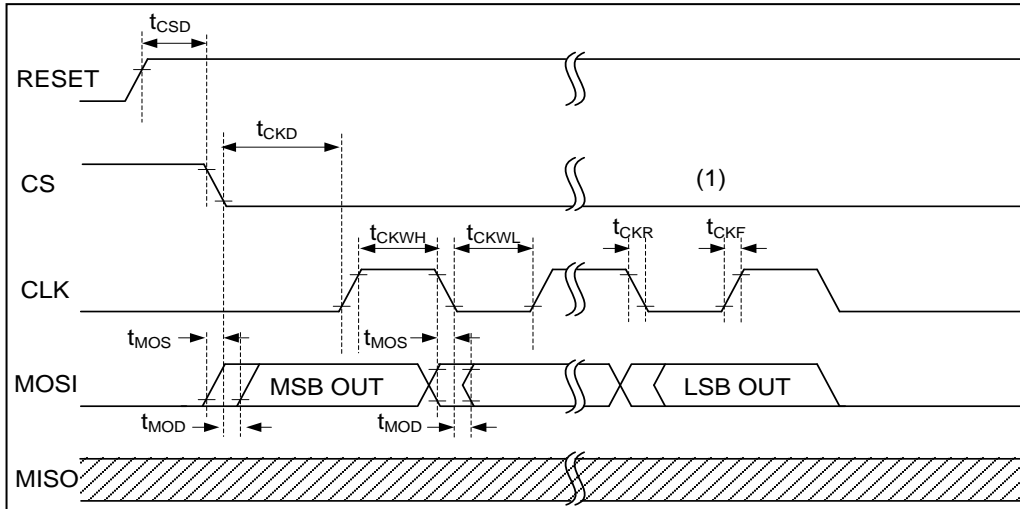 tCSD
RESET
tCKD
CS
(1)
tCKWH
tCKWL
tCKR
tCKF
CLK
tMOS
tMOS
MOSI
MSB OUT
LSB OUT
tMOD
tMOD
MISO